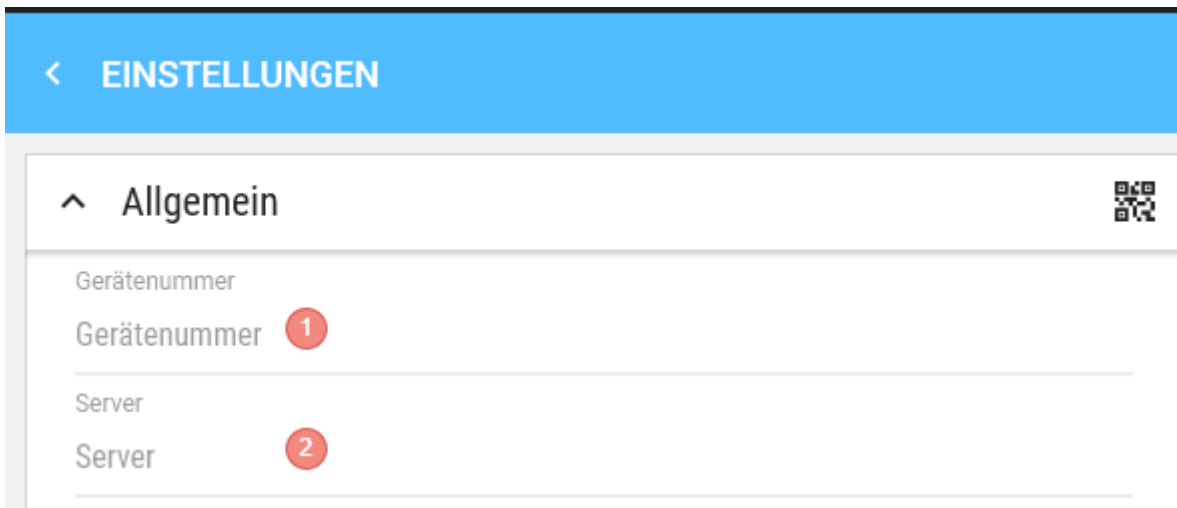 EINSTELLUNGEN
Allgemein
Gerätenummer
Gerätenummer 1
Server
Server 2